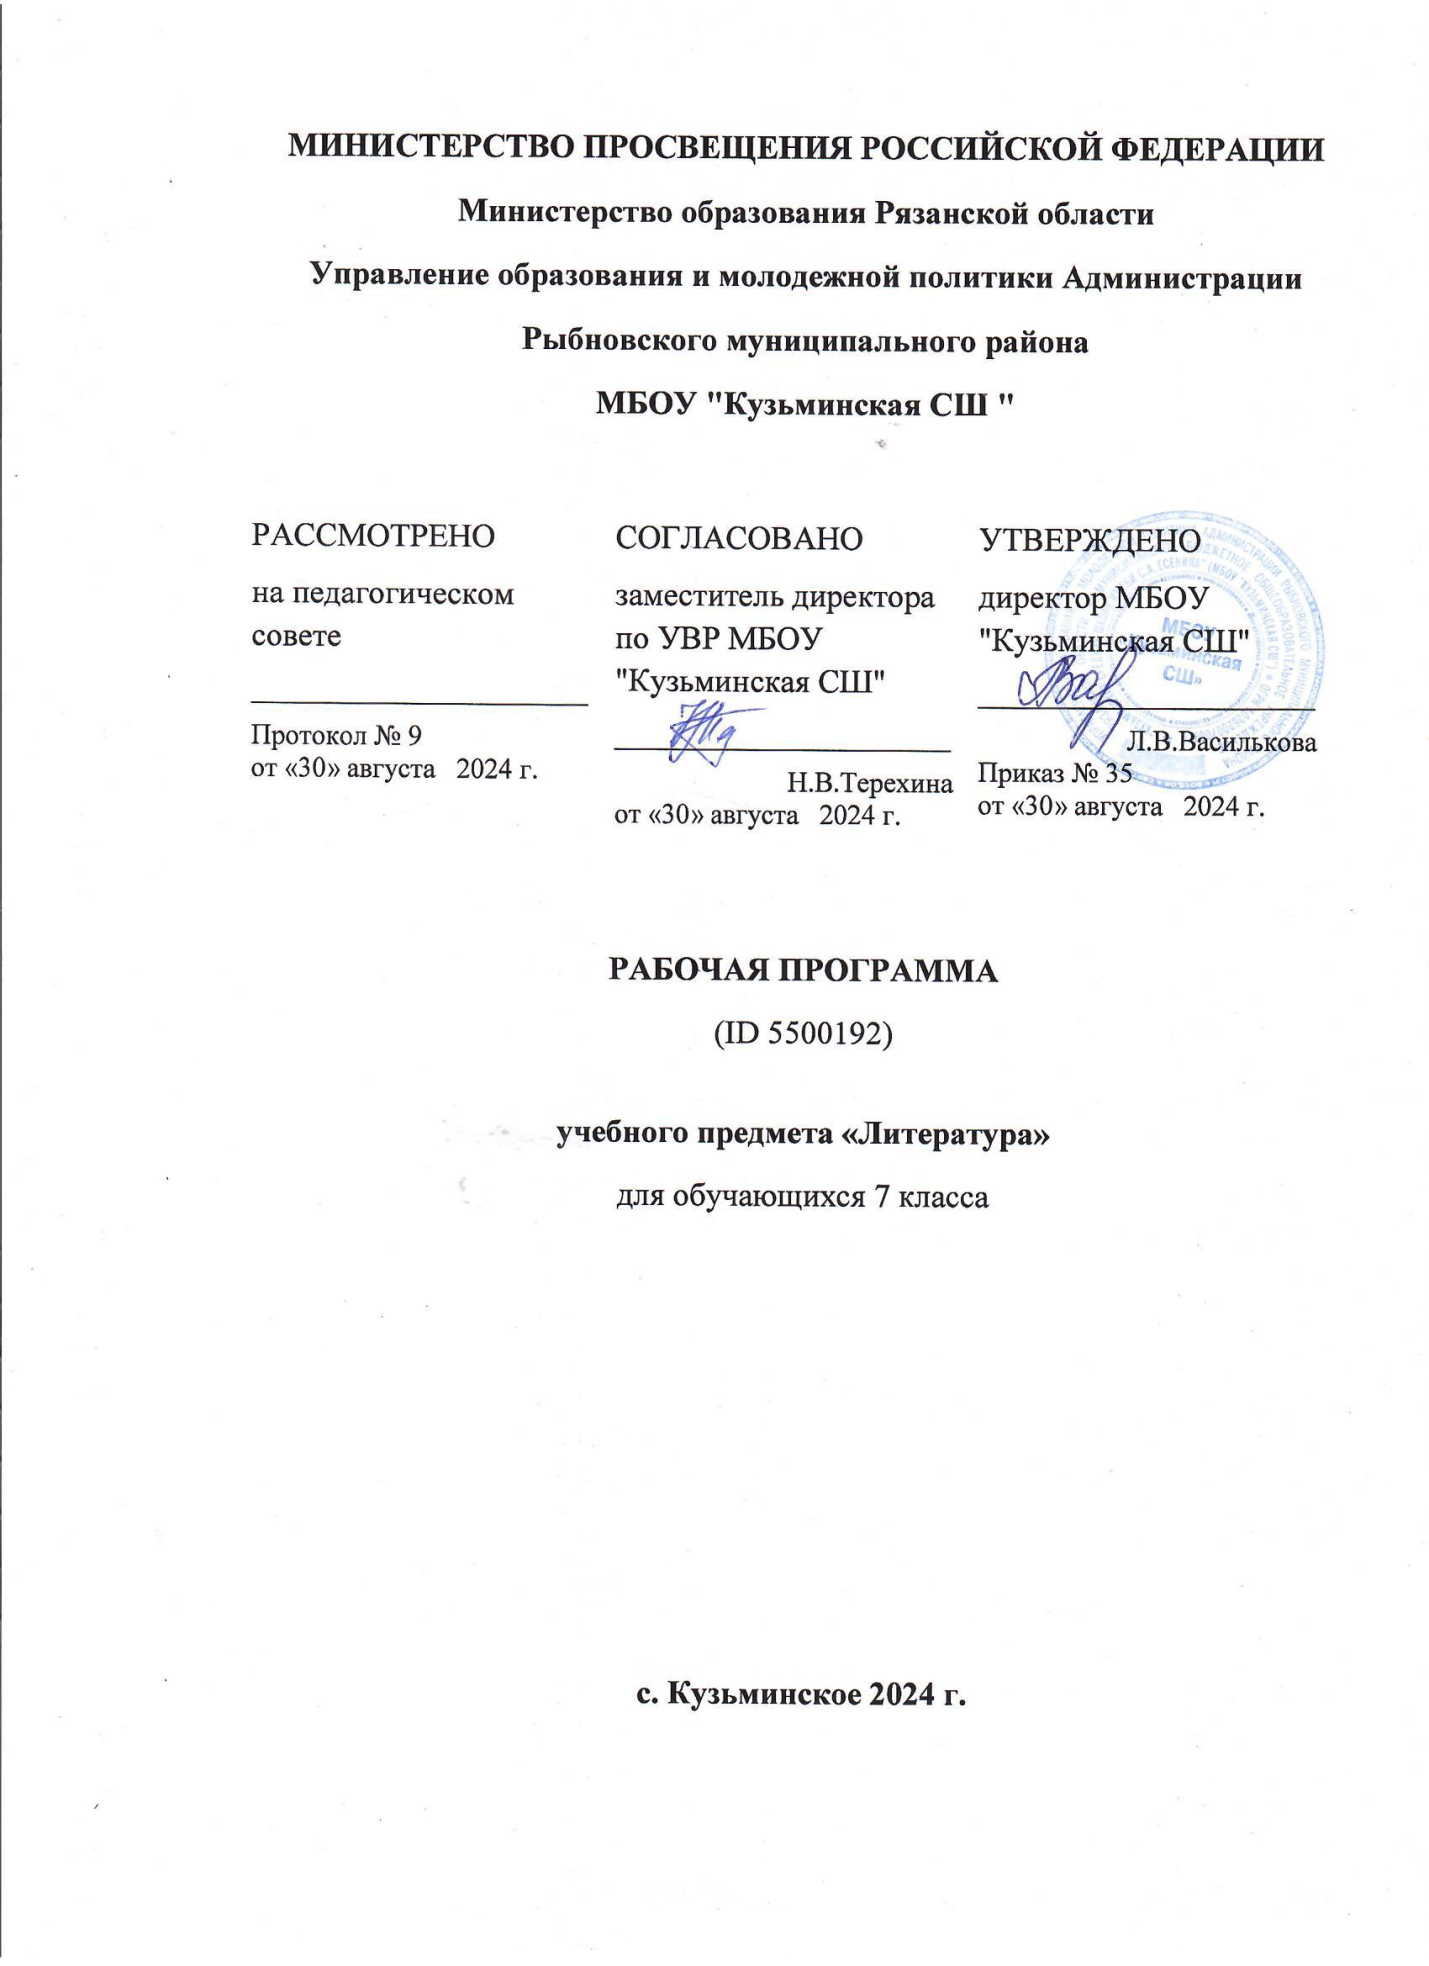 МИНИСТЕРСТВО ПРОСВЕЩЕНИЯ РОССИЙСКОЙ ФЕДЕРАЦИИ
Министерство образования Рязанской области
Управление образования и молодежной политики Администрации
Рыбновского муниципального района
МБОУ "Кузьминская СШ "
РАССМОТРЕНО
на педагогическом
совете
Протокол № 9
от «30» августа 2024 г.
СОГЛАСОВАНО
заместитель директора
по УВР МБОУ
"Кузьминская СШ"
Н.В.Терехина
от «30» августа 2024 г.
УТВЕРЖДЕНО
директор МБОУ
"Кузьминская СШ"
Л.В.Василькова
Приказ № 35
от «30» августа 2024 г.
МБОУ
СШ»
РАБОЧАЯ ПРОГРАММА
(ID 5500192)
учебного предмета «Литература»
для обучающихся 7 класса
с. Кузьминское 2024 г.